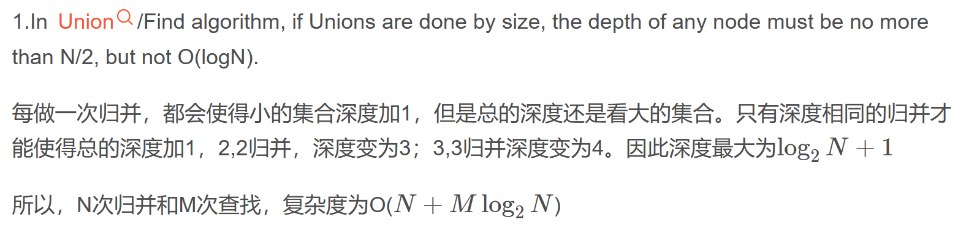 1.In Union/Find algorithm, if Unions are done by size, the depth of any node must be no more
than N/2, but not O(logN).
每做一次归并，都会使得小的集合深度加1，但是总的深度还是看大的集合。只有深度相同的归并才
能使得总的深度加1，2,2归并，深度变为3；3,3归并深度变为4。因此深度最大为log₂ N + 1
所以，N次归并和M次查找，复杂度为O(N + M log₂ N)